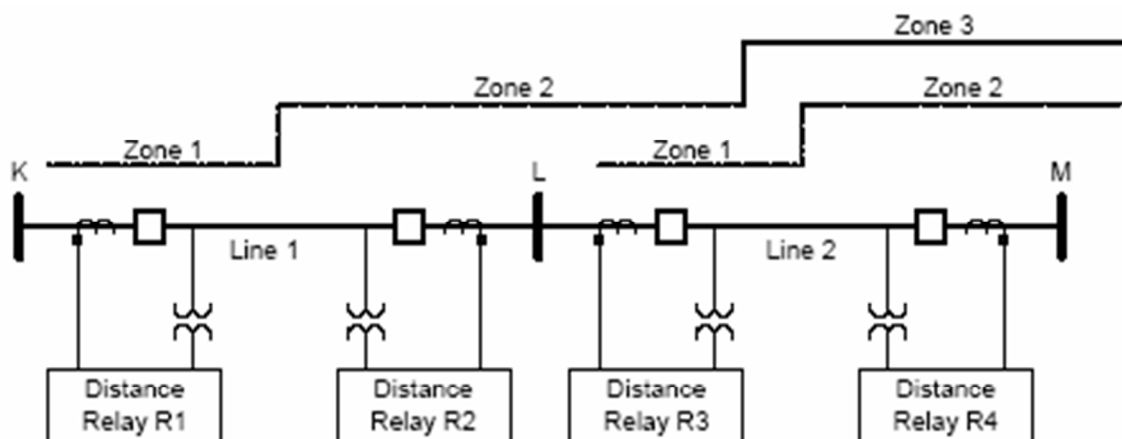 Zone 3
Zone 2
Zone 2
Zone 1
Zone 1
K
L
M
Line 1
Line 2
Distance
Relay R1
Distance
Relay R2
Distance
Relay R3
Distance
Relay R4